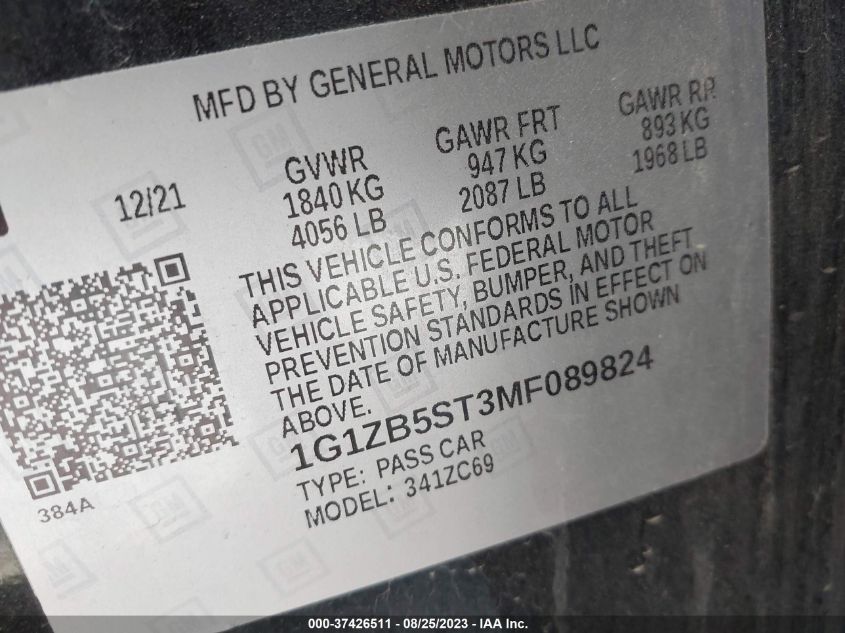 MFD BY GENERAL MOTORS LLC
12/21
GVWR
1840 KG
4056 LB
GAWR FRT
947 KG
2087 LB
GAWR RR
893 KG
1968 LB
THIS VEHICLE CONFORMS TO ALL
APPLICABLE U.S. FEDERAL MOTOR
VEHICLE SAFETY, BUMPER, AND THEFT
PREVENTION STANDARDS IN EFFECT ON
THE DATE OF MANUFACTURE SHOWN
ABOVE.
1G1ZB5ST3MF089824
TYPE: PASS CAR
MODEL: 341ZC69
384A
GM
000-37426511 - 08/25/2023 - IAA Inc.